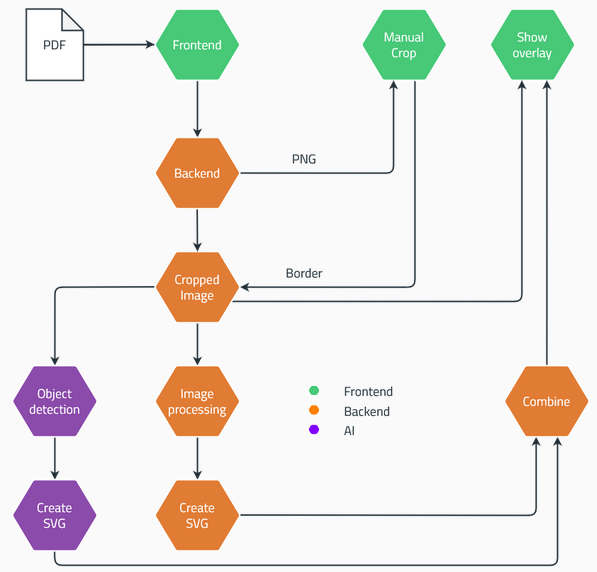 PDF
Frontend
Manual
Crop
Show
overlay
Backend
PNG
Cropped
Image
Border
Object
detection
Image
processing
Frontend
Backend
AI
Combine
Create
SVG
Create
SVG